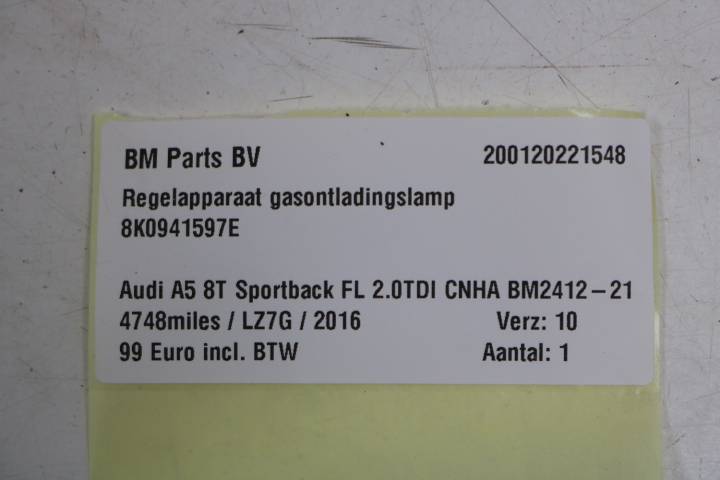 BM Parts BV 200120221548
Regelapparaat gasontladingslamp
8K0941597E
Audi A5 8T Sportback FL 2.0TDI CNHA BM2412-21
4748miles / LZ7G / 2016 Verz: 10
99 Euro incl. BTW Aantal: 1